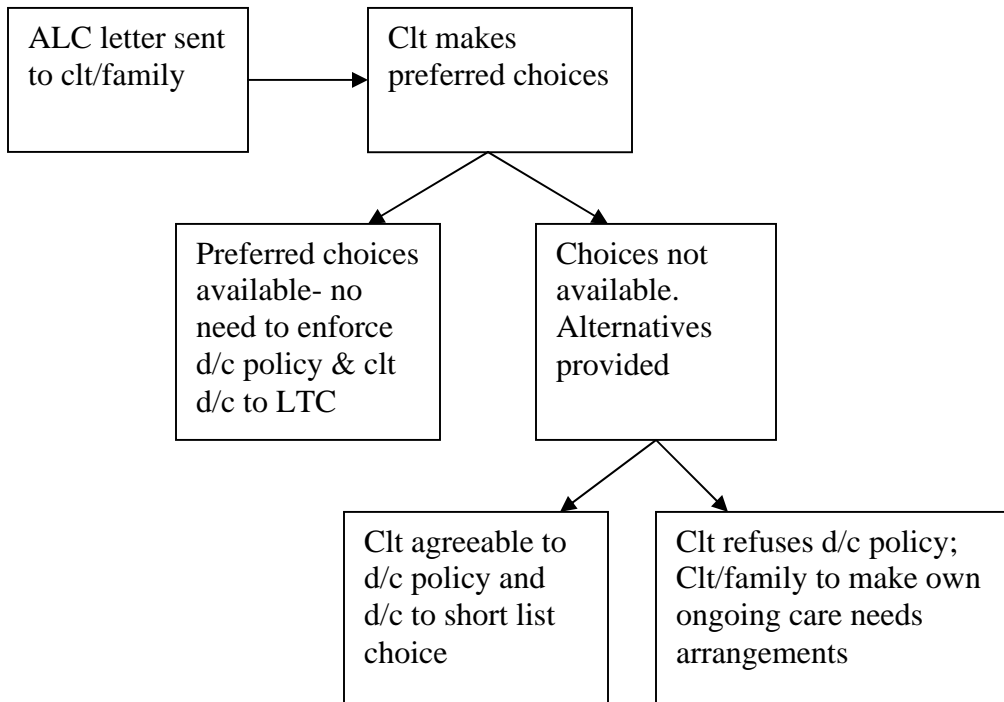 ALC letter sent
to clt/family
Clt makes
preferred choices
Preferred choices
available- no
need to enforce
d/c policy & clt
d/c to LTC
Choices not
available.
Alternatives
provided
Clt agreeable to
d/c policy and
d/c to short list
choice
Clt refuses d/c policy;
Clt/family to make own
ongoing care needs
arrangements